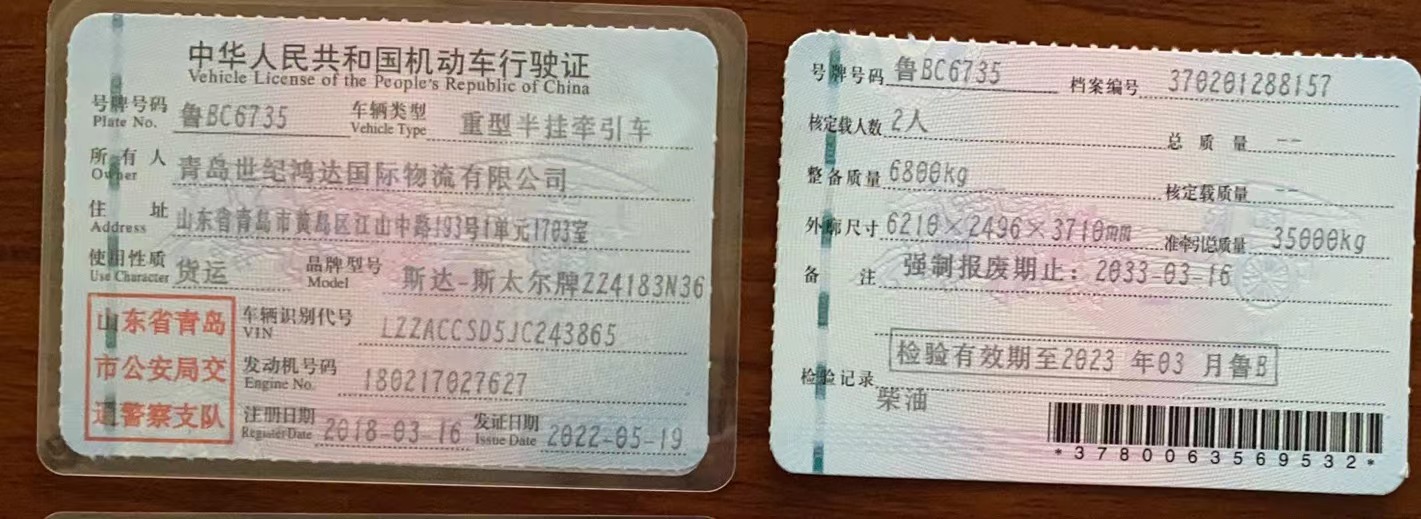 中华人民共和国机动车行驶证
Vehicle License of the People's Republic of China
号牌号码 鲁BC6735 车辆类型 重型半挂牵引车
Plate No. Vehicle Type
所有人 青岛世纪鸿达国际物流有限公司
Owner
住址 山东省青岛市黄岛区江山中路193号1单元1703室
Address
使用性质 货运 品牌型号 斯达-斯太尔牌ZZ4183N36
Use Character Model
山东省青岛
市公安局交
通警察支队
车辆识别代号 LZZACCSD5JC243865
VIN
发动机号码 180217027627
Engine No.
注册日期 2018-03-16 发证日期 2022-05-19
Register Date Issue Date
号牌号码 鲁BC6735 档案编号 370201288157
核定载人数 2人 总质量 --
整备质量 6800kg 核定载质量 --
外廓尺寸 6210×2496×3710mm 准牵引总质量 35000kg
备注 强制报废期止：2033-03-16
检验有效期至2023 年03 月鲁B
检验记录
柴油
*3780063569532*